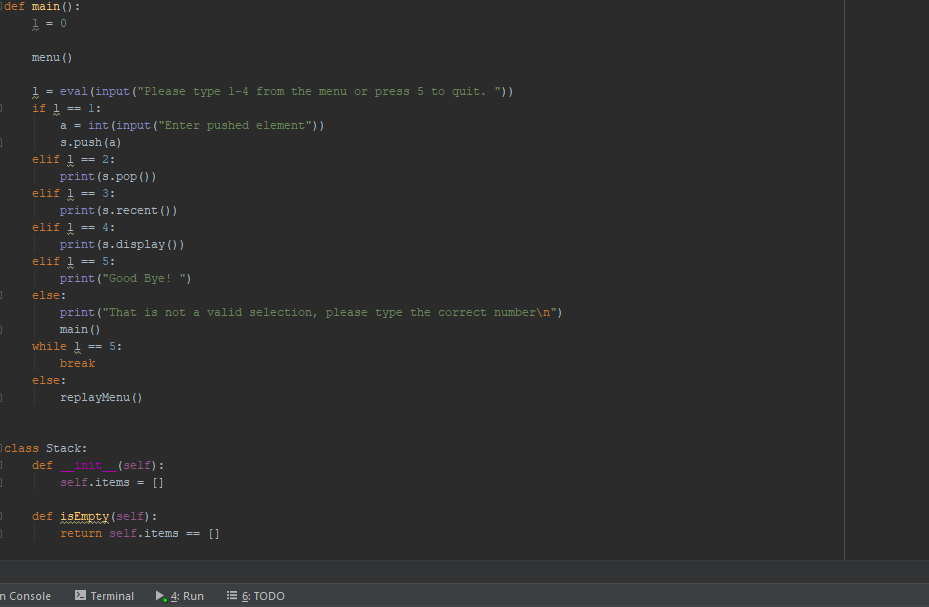 def main():
    l = 0
    menu()
    l = eval(input("Please type 1-4 from the menu or press 5 to quit. "))
    if l == 1:
        a = int(input("Enter pushed element"))
        s.push(a)
    elif l == 2:
        print(s.pop())
    elif l == 3:
        print(s.recent())
    elif l == 4:
        print(s.display())
    elif l == 5:
        print("Good Bye! ")
    else:
        print("That is not a valid selection, please type the correct number\n")
        main()
    while l == 5:
        break
    else:
        replayMenu()
class Stack:
    def __init__(self):
        self.items = []
    def isEmpty(self):
        return self.items == []
n Console Terminal 4: Run 6: TODO